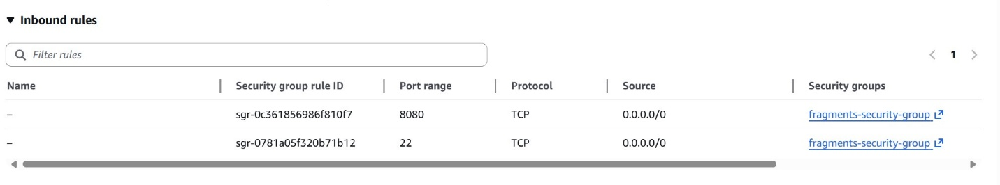 Inbound rules
Filter rules
1
Name Security group rule ID Port range Protocol Source Security groups
– sgr-0c361856986f810f7 8080 TCP 0.0.0.0/0 fragments-security-group
– sgr-0781a05f320b71b12 22 TCP 0.0.0.0/0 fragments-security-group